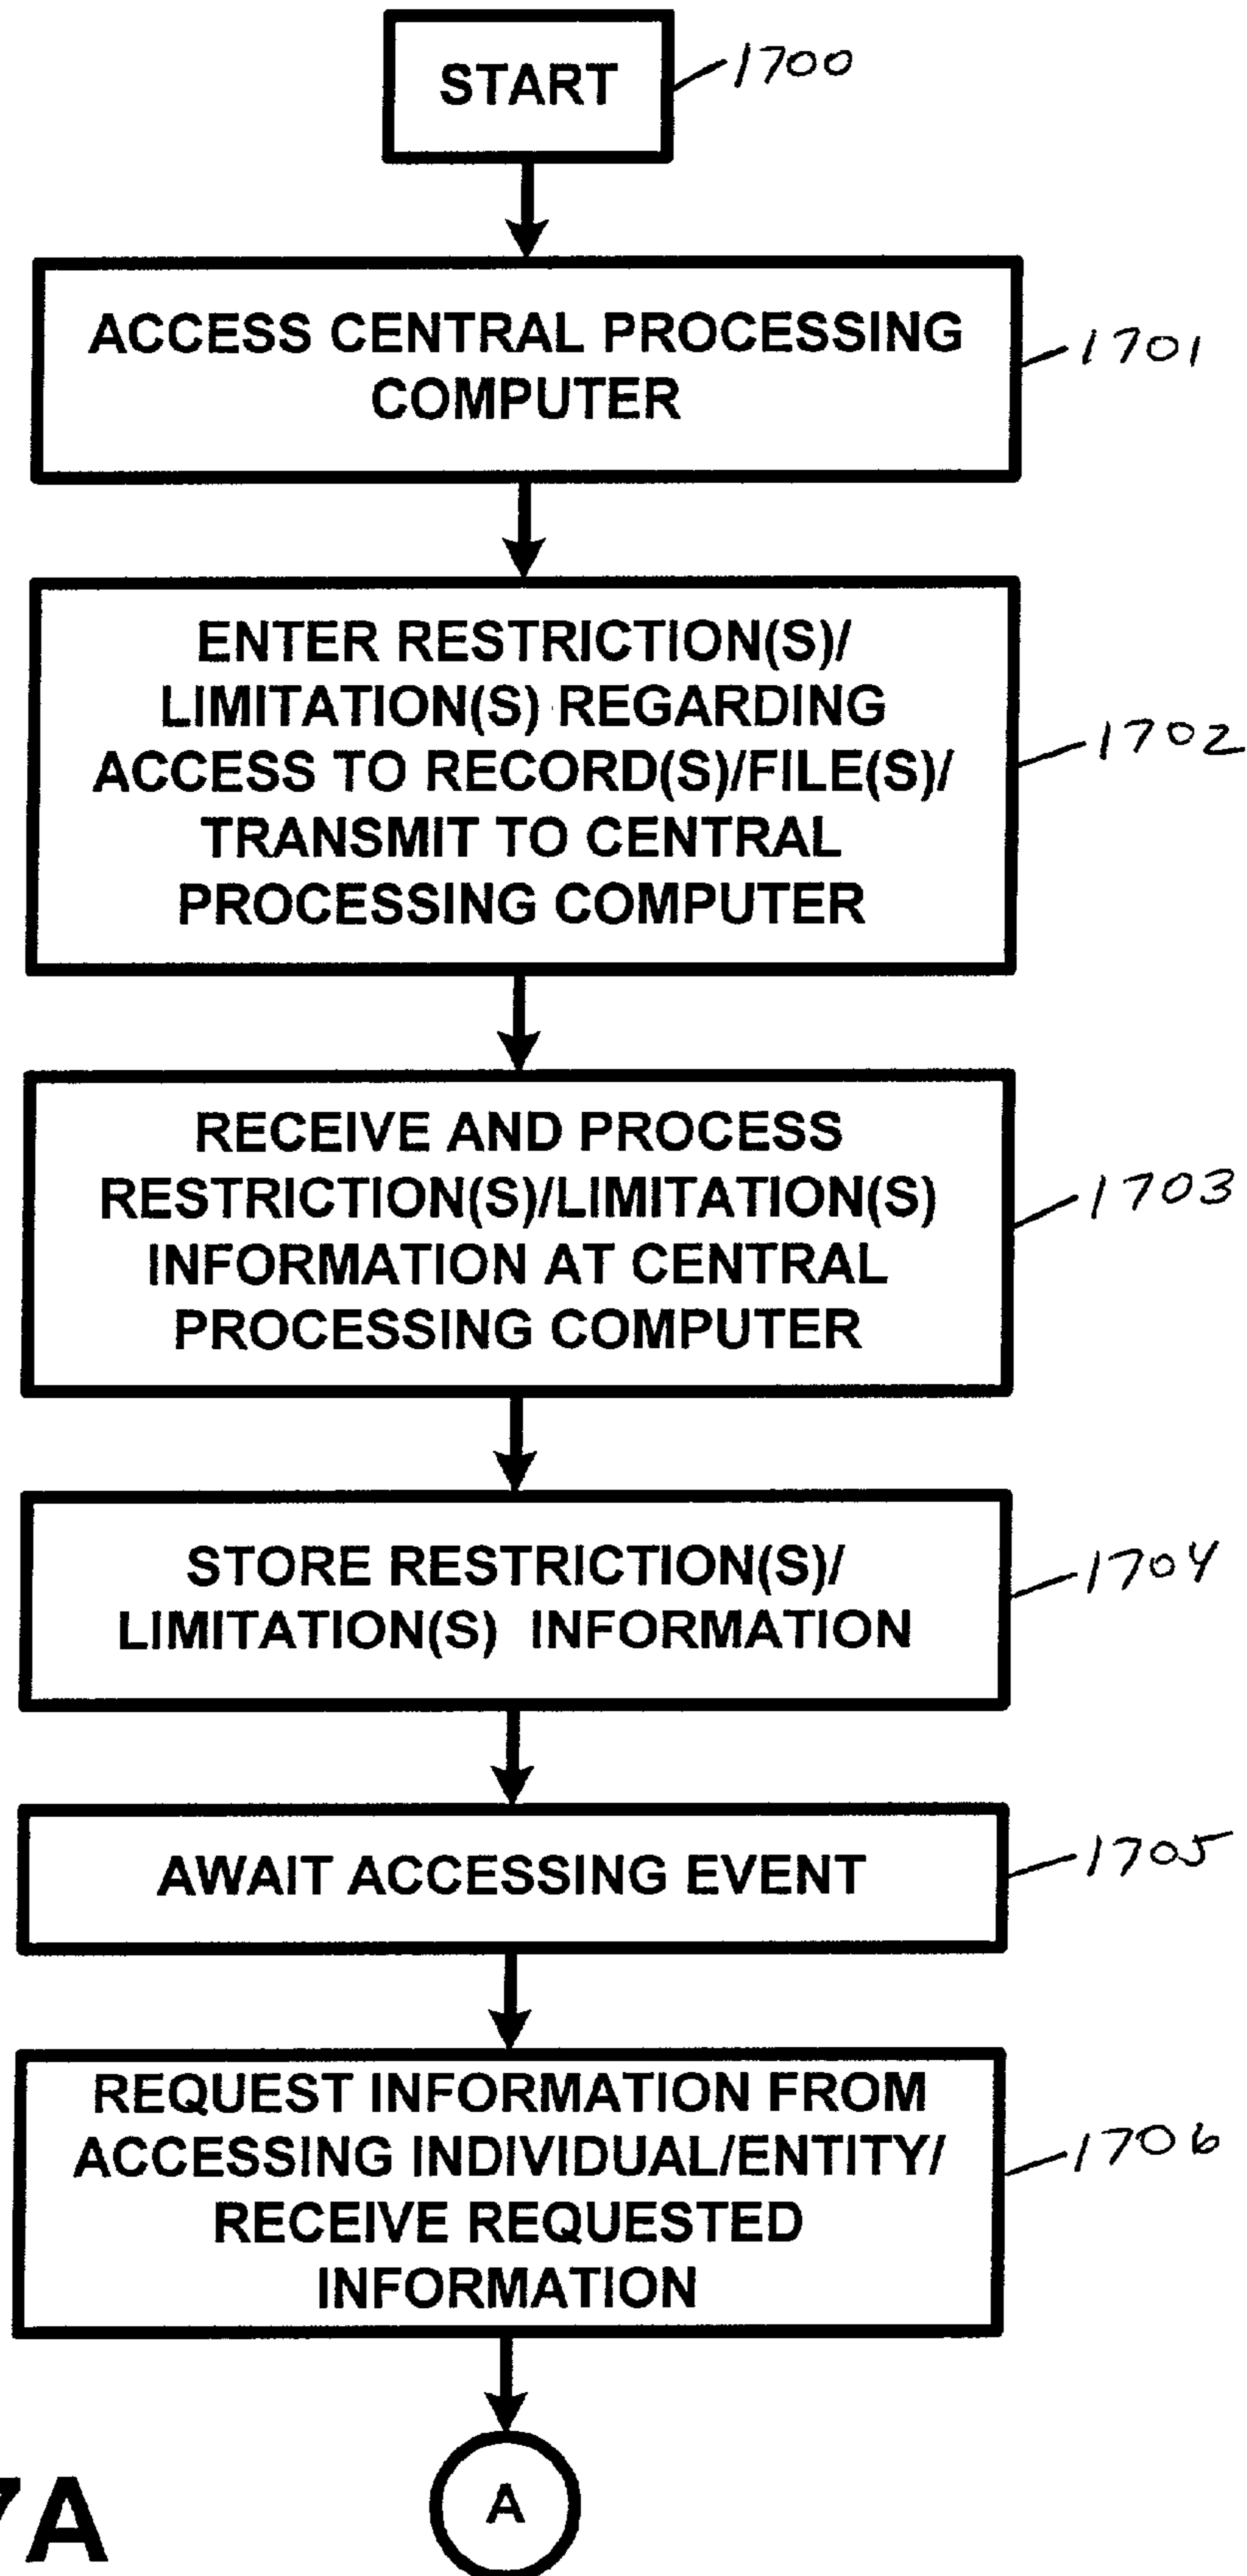 START
1700
ACCESS CENTRAL PROCESSING
COMPUTER
1701
ENTER RESTRICTION(S)/
LIMITATION(S) REGARDING
ACCESS TO RECORD(S)/FILE(S)/
TRANSMIT TO CENTRAL
PROCESSING COMPUTER
1702
RECEIVE AND PROCESS
RESTRICTION(S)/LIMITATION(S)
INFORMATION AT CENTRAL
PROCESSING COMPUTER
1703
STORE RESTRICTION(S)/
LIMITATION(S) INFORMATION
1704
AWAIT ACCESSING EVENT
1705
REQUEST INFORMATION FROM
ACCESSING INDIVIDUAL/ENTITY/
RECEIVE REQUESTED
INFORMATION
1706
A
7A